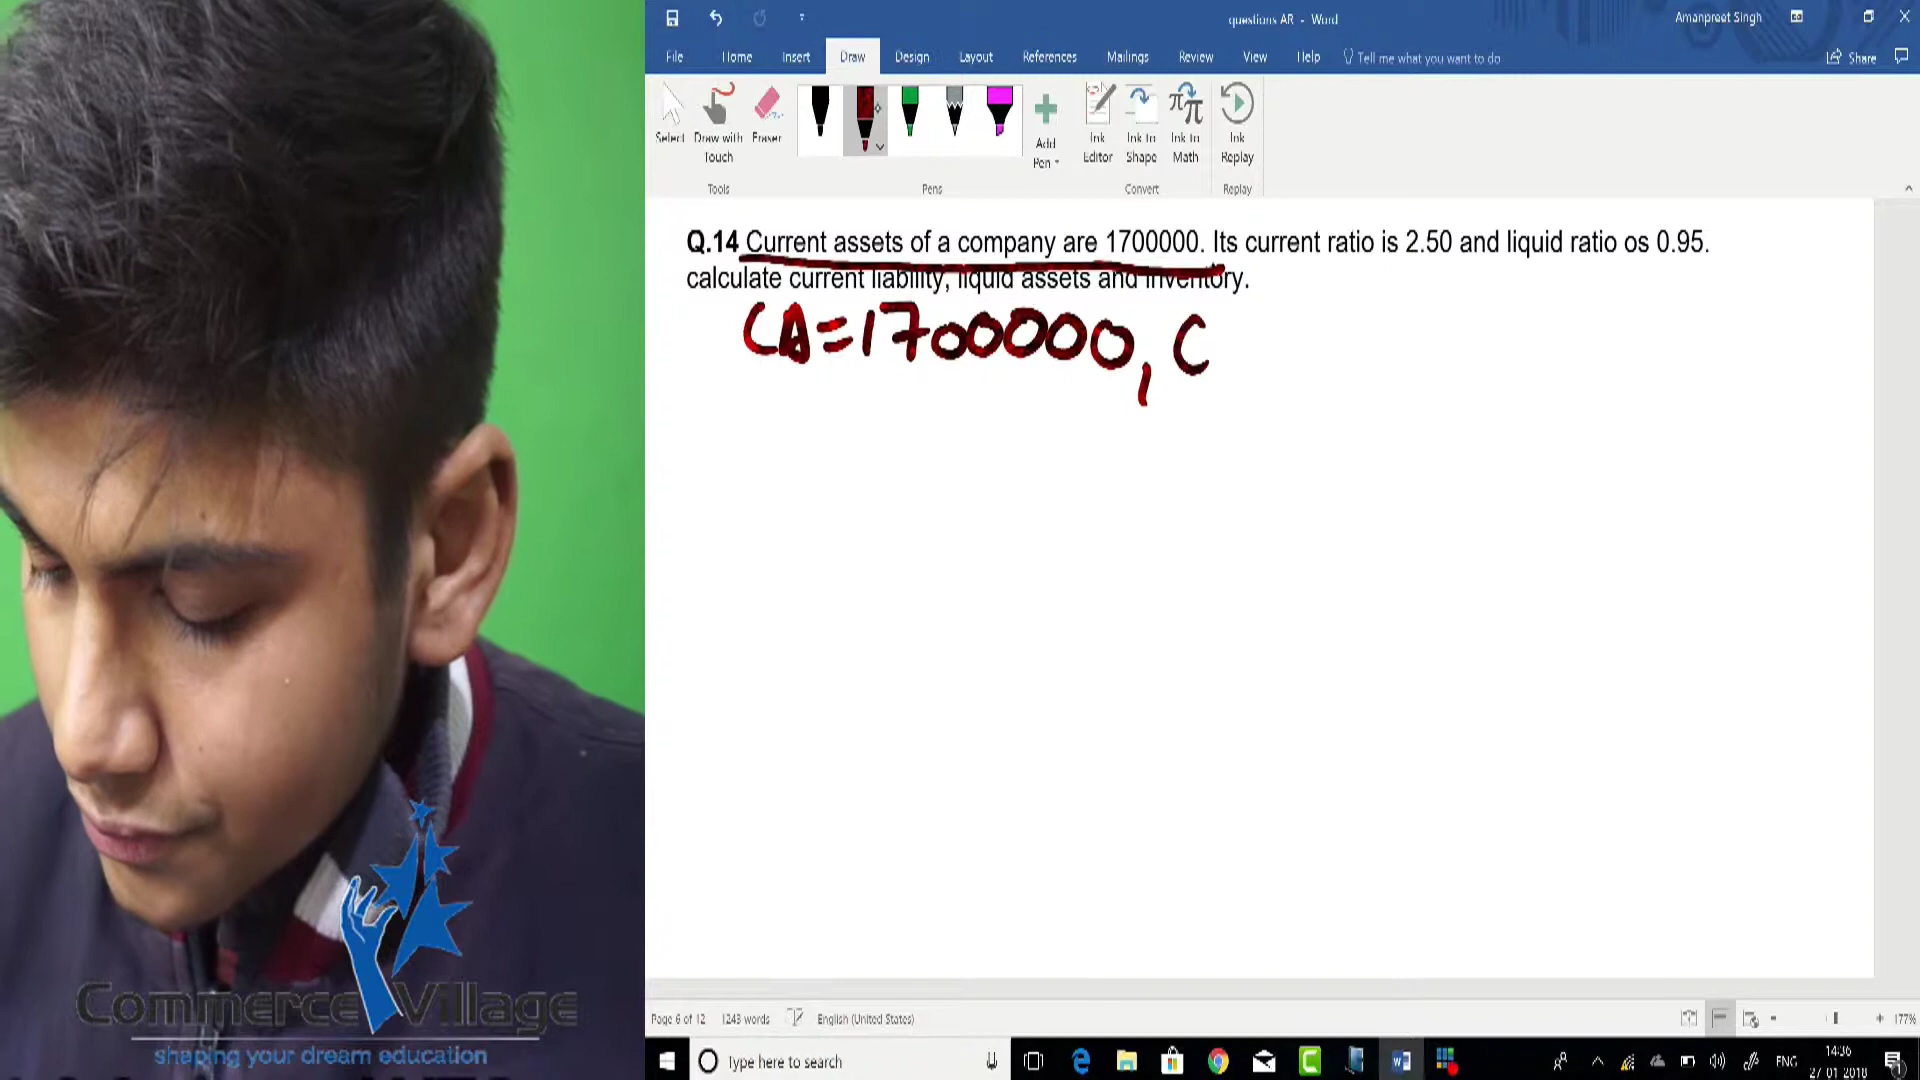 questions AR - Word
Amanpreet Singh
File Home Insert Draw Design Layout References Mailings Review View Help Tell me what you want to do Share
Select Draw with Touch Eraser Add Pen Ink Editor Ink to Shape Ink to Math Ink Replay
Tools Pens Convert Replay
Q.14 Current assets of a company are 1700000. Its current ratio is 2.50 and liquid ratio os 0.95.
calculate current liability, liquid assets and inventory.
CA=1700000, C
Commerce Village
shaping your dream education
Page 6 of 12 1243 words English (United States) 177%
Type here to search
ENG
14:36
27-01-2018